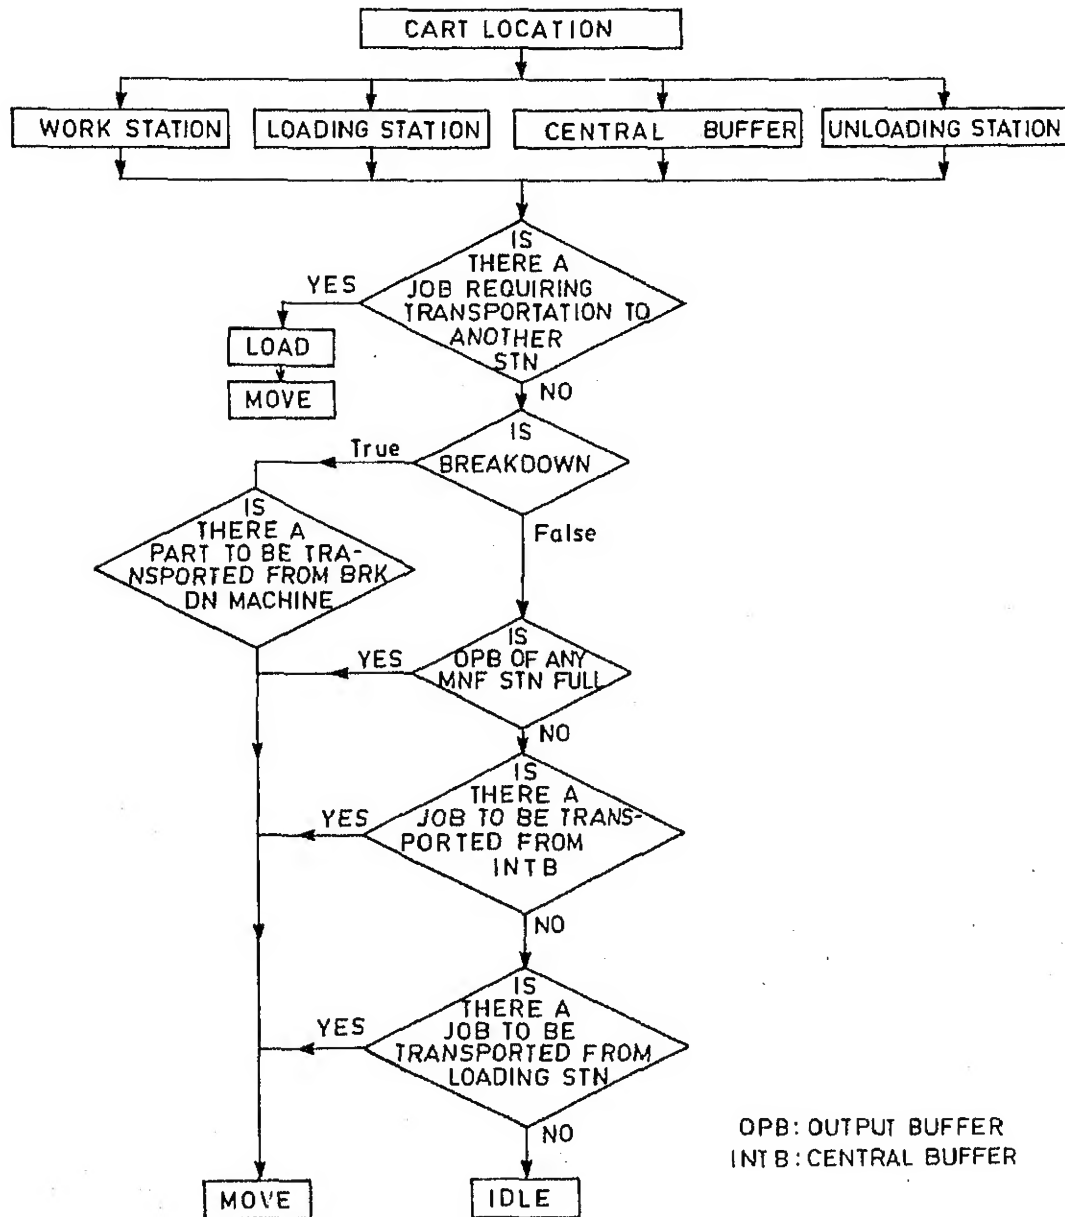 CART LOCATION
WORK STATION
LOADING STATION
CENTRAL BUFFER
UNLOADING STATION
IS
THERE A
JOB REQUIRING
TRANSPORTATION TO
ANOTHER
STN
YES
LOAD
MOVE
NO
IS
BREAKDOWN
True
False
IS
THERE A
PART TO BE TRA-
NSPORTED FROM BRK
DN MACHINE
IS
OPB OF ANY
MNF STN FULL
YES
NO
IS
THERE A
JOB TO BE TRANS-
PORTED FROM
INTB
YES
NO
IS
THERE A
JOB TO BE
TRANSPORTED FROM
LOADING STN
YES
NO
MOVE
IDLE
OPB: OUTPUT BUFFER
INTB: CENTRAL BUFFER